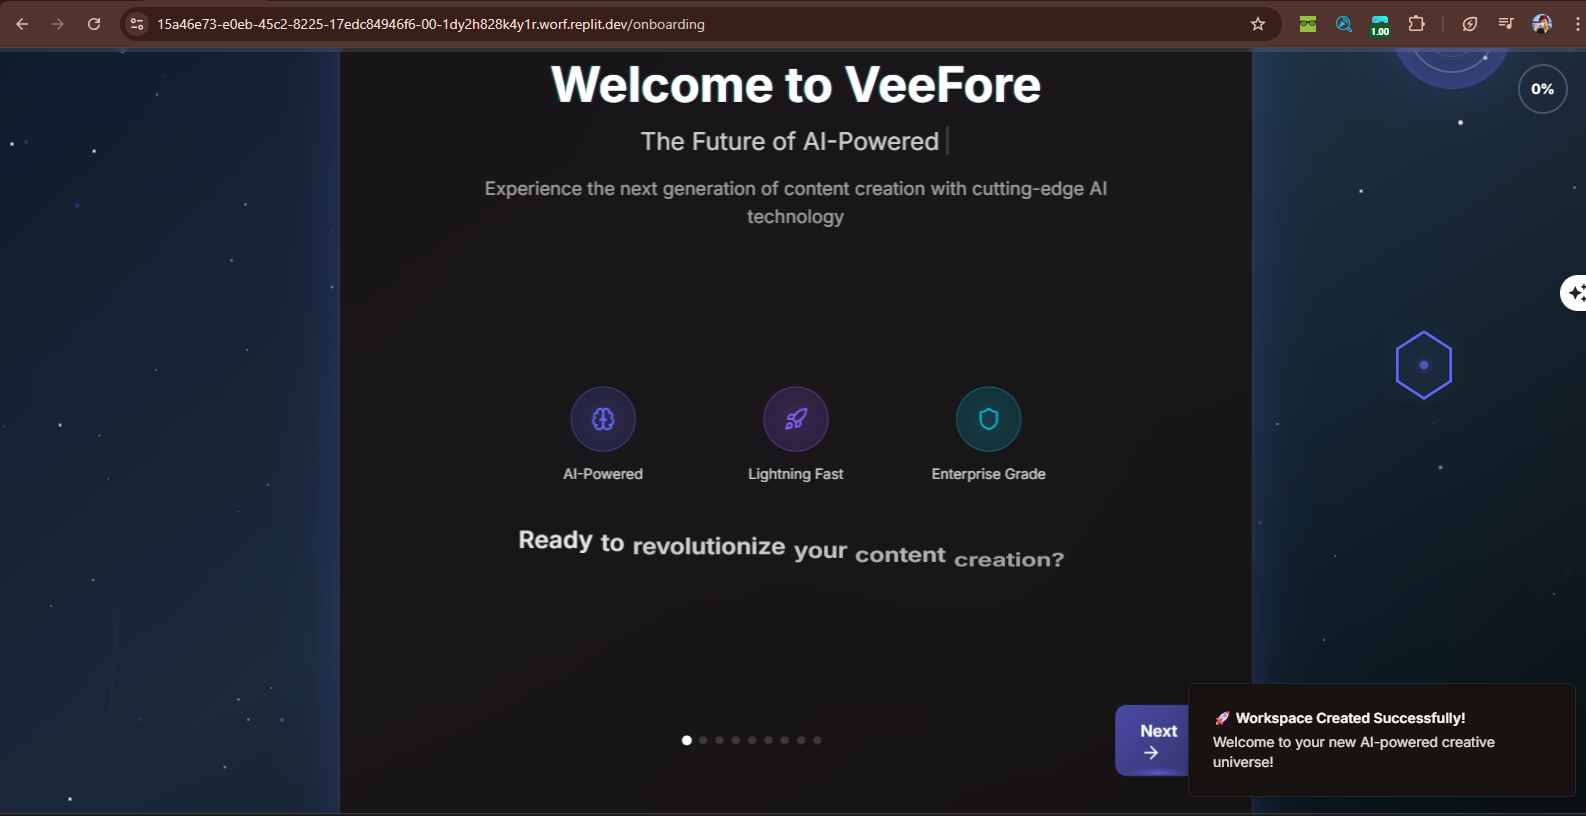 15a46e73-e0eb-45c2-8225-17edc84946f6-00-1dy2h828k4y1r.worf.replit.dev/onboarding
1.00
Welcome to VeeFore
0%
The Future of AI-Powered
Experience the next generation of content creation with cutting-edge AI
technology
AI-Powered
Lightning Fast
Enterprise Grade
Ready to revolutionize your content creation?
Next
🚀 Workspace Created Successfully!
Welcome to your new AI-powered creative
universe!